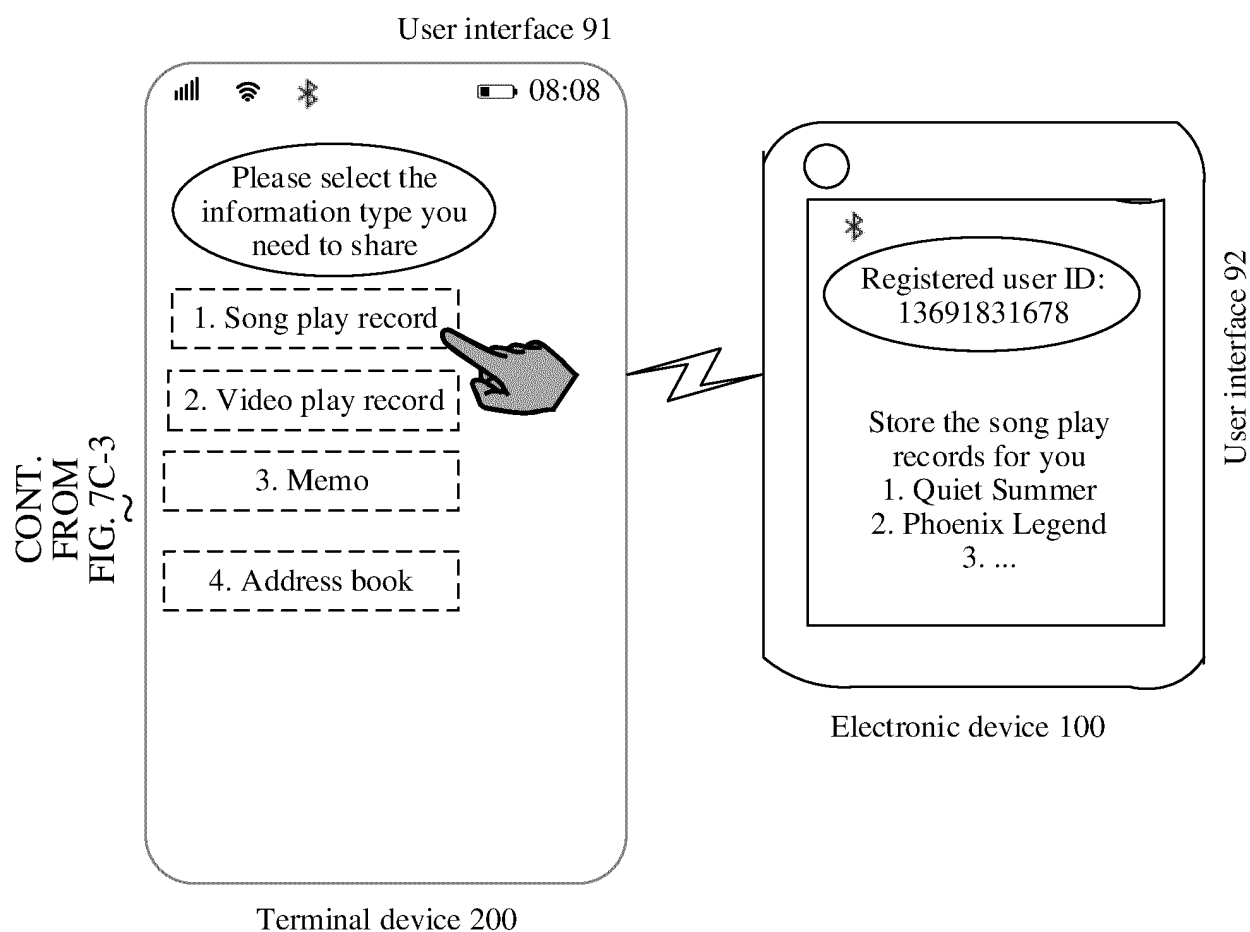 User interface 91
08:08
Please select the
information type you
need to share
1. Song play record
2. Video play record
3. Memo
4. Address book
Terminal device 200
CONT.
FROM
FIG. 7C-3
~
Registered user ID:
13691831678
Store the song play
records for you
1. Quiet Summer
2. Phoenix Legend
3. ...
Electronic device 100
User interface 92